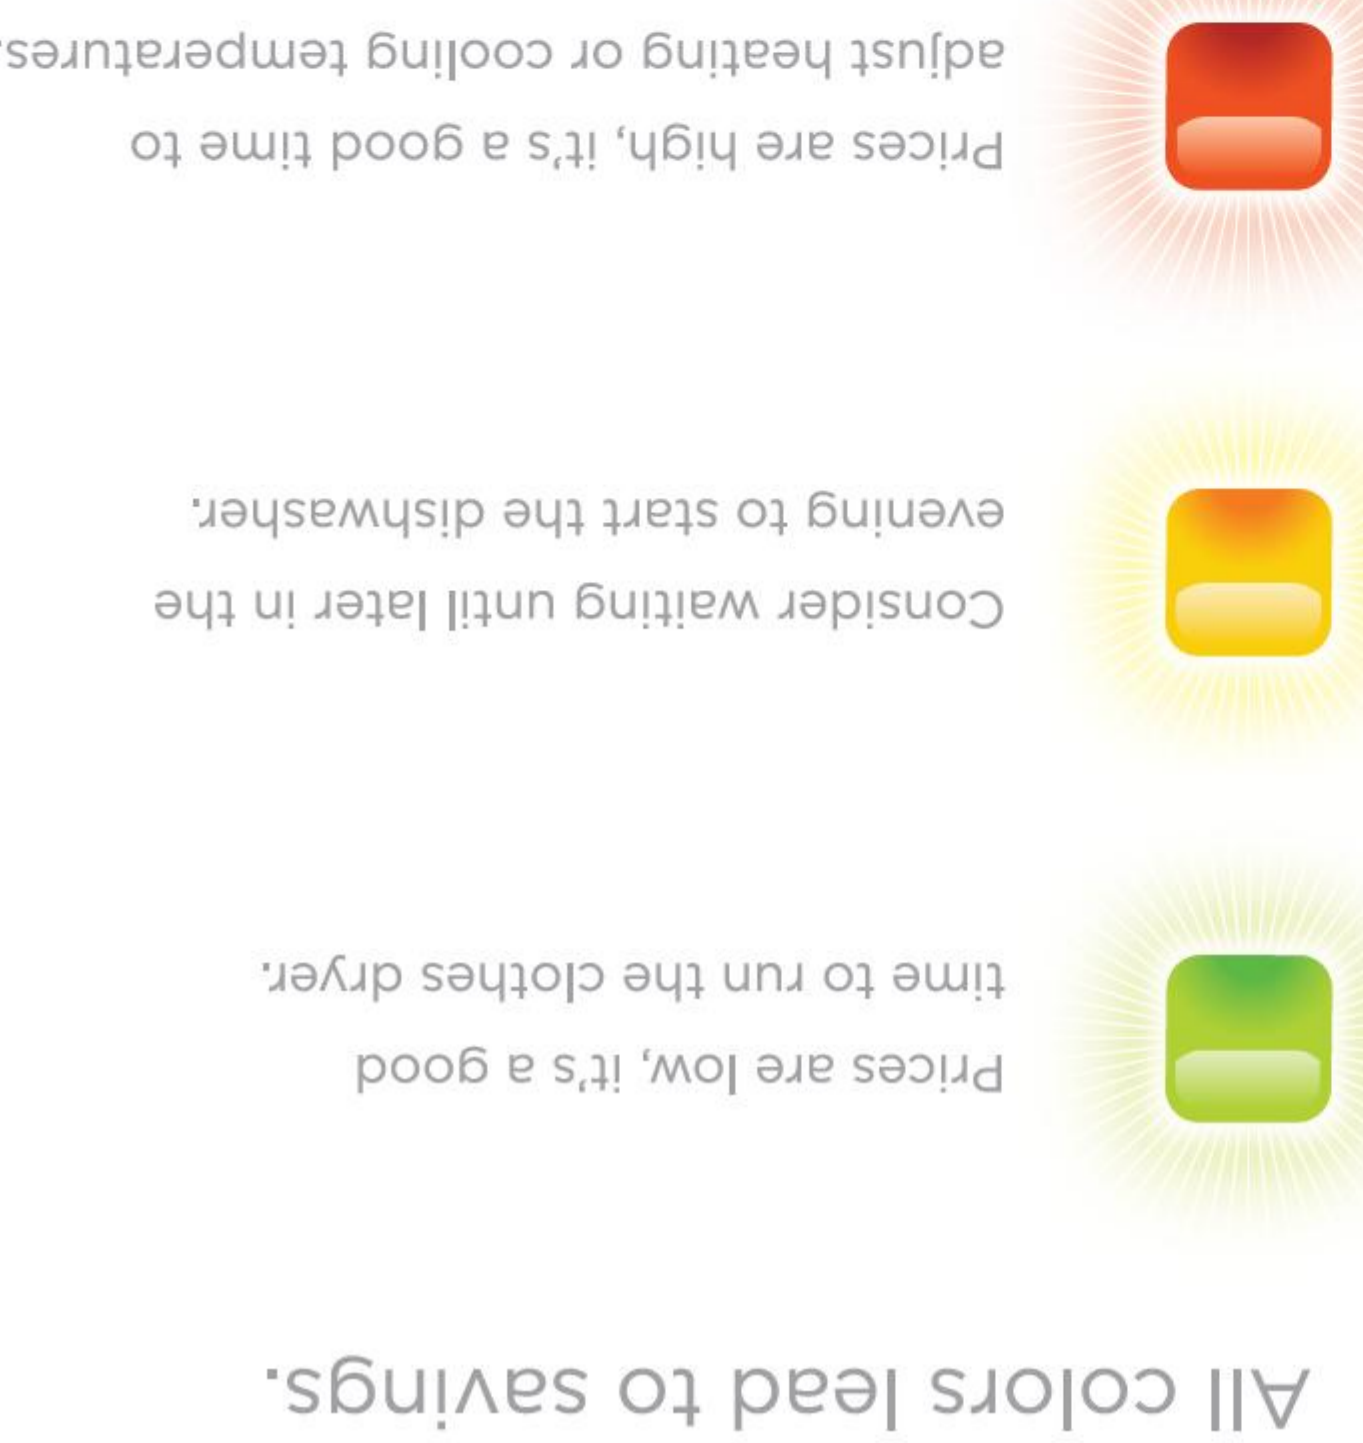 All colors lead to savings.
Prices are low, it's a good
time to run the clothes dryer.
Consider waiting until later in the
evening to start the dishwasher.
Prices are high, it's a good time to
adjust heating or cooling temperatures.